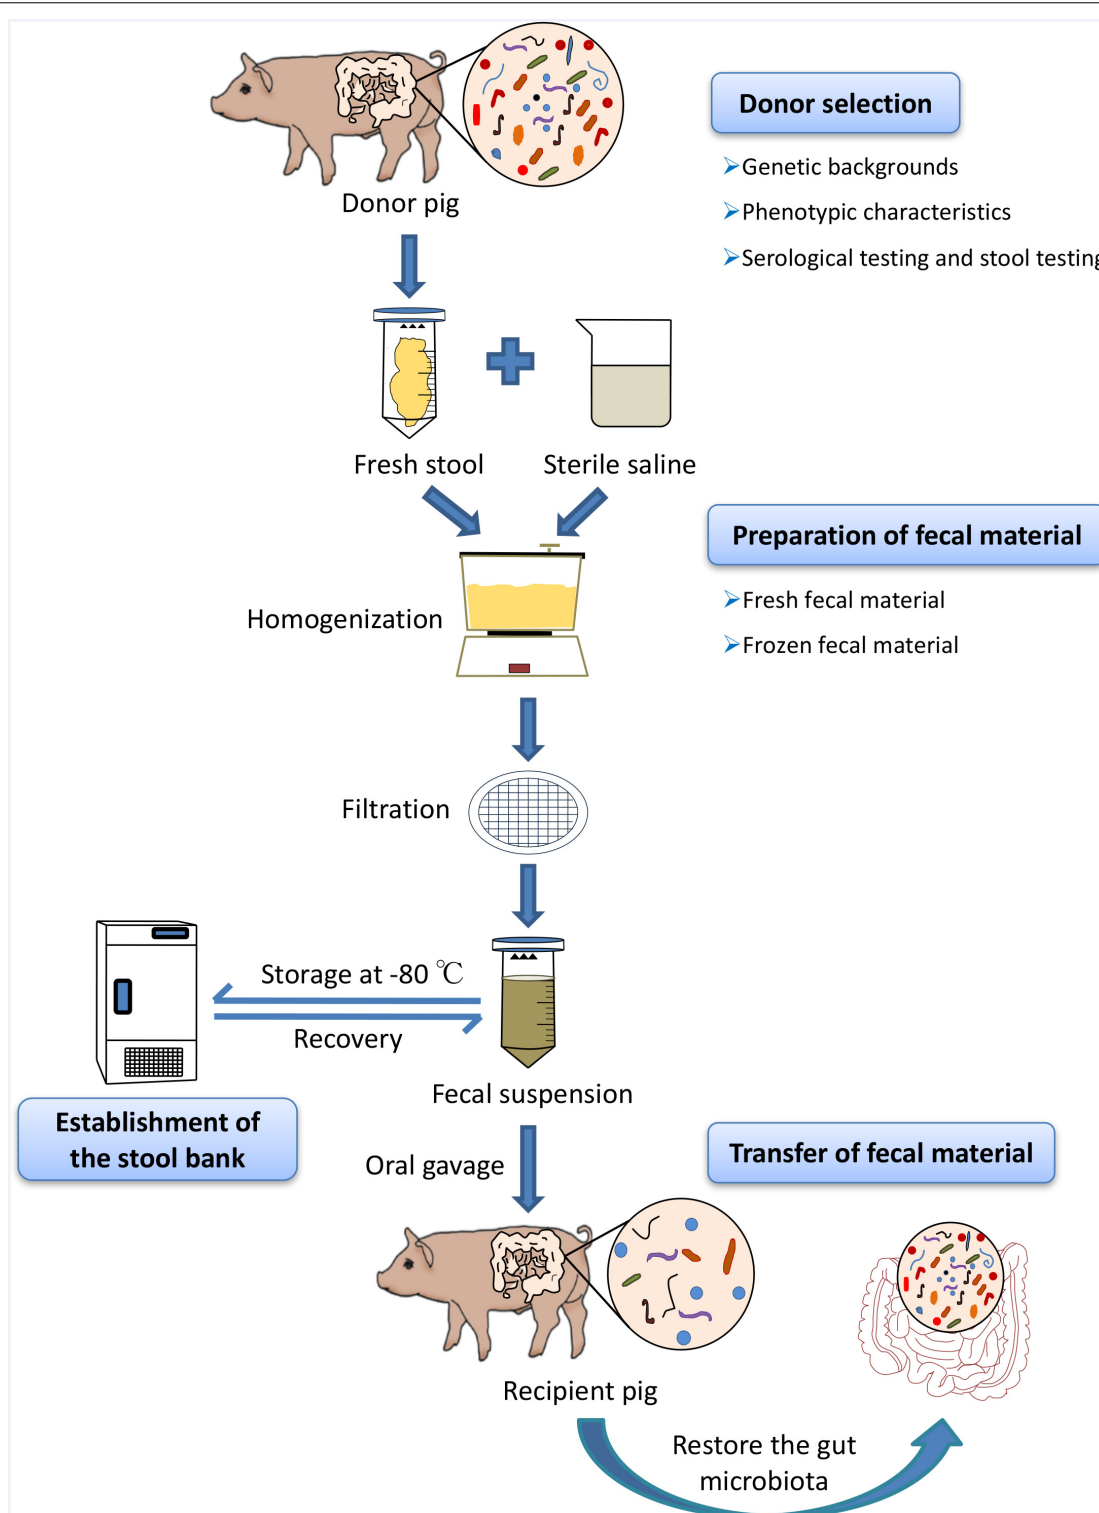 Donor selection
➢Genetic backgrounds
➢Phenotypic characteristics
➢Serological testing and stool testing
Donor pig
Fresh stool
Sterile saline
Preparation of fecal material
➢Fresh fecal material
➢Frozen fecal material
Homogenization
Filtration
Storage at -80 ℃
Recovery
Fecal suspension
Establishment of
the stool bank
Oral gavage
Transfer of fecal material
Recipient pig
Restore the gut
microbiota